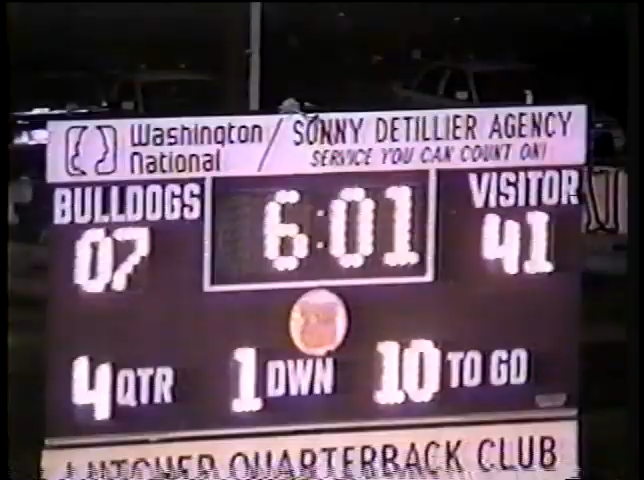 Washington National / SONNY DETILLIER AGENCY
SERVICE YOU CAN COUNT ON!
BULLDOGS 6:01 VISITOR
07 41
4 QTR 1 DWN 10 TO GO
LUTCHER QUARTERBACK CLUB